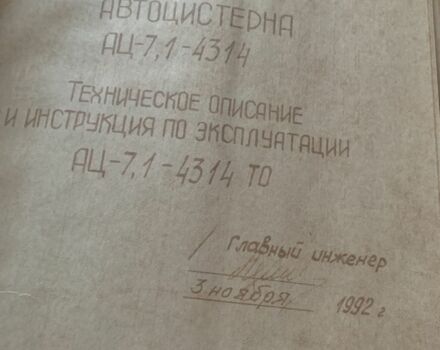 АВТОЦИСТЕРНА
АЦ-7,1-4314
ТЕХНИЧЕСКОЕ ОПИСАНИЕ
И ИНСТРУКЦИЯ ПО ЭКСПЛУАТАЦИИ
АЦ-7,1-4314 ТО
Главный инженер
3 ноября 1992 г